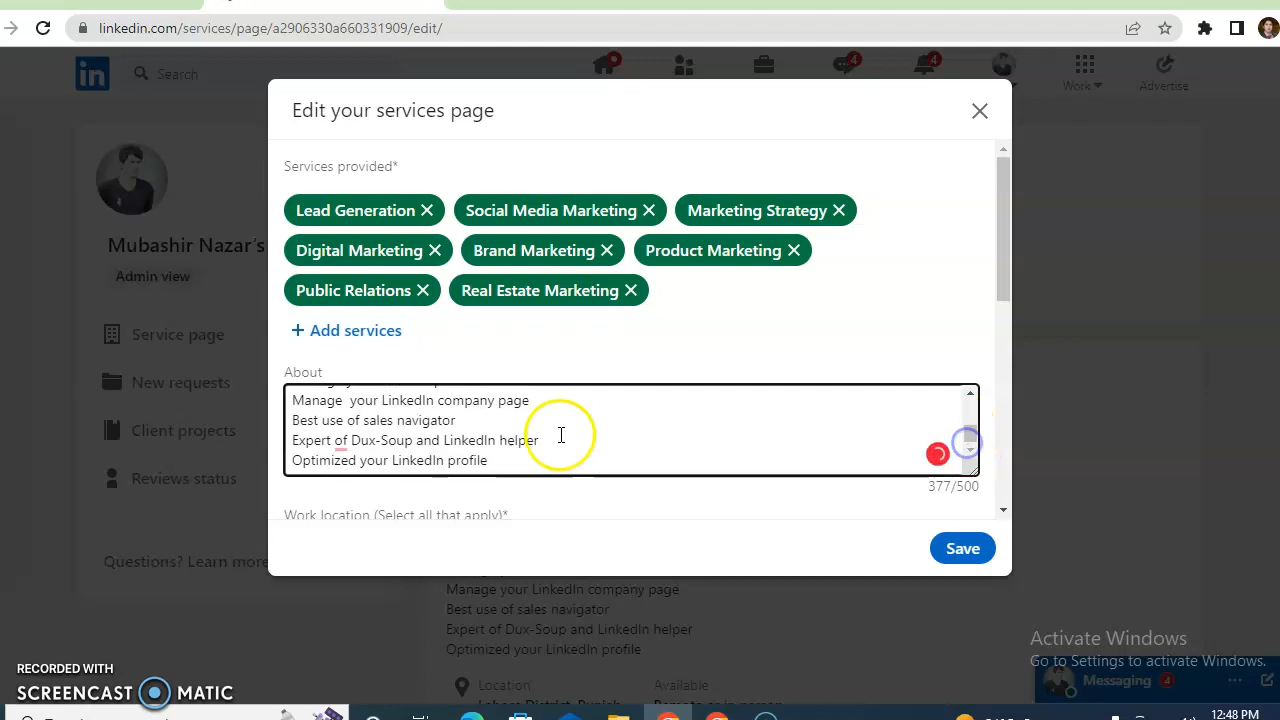 linkedin.com/services/page/a2906330a660331909/edit/
in
Search
4
4
Work
Advertise
Edit your services page
Services provided*
Lead Generation
Social Media Marketing
Marketing Strategy
Digital Marketing
Brand Marketing
Product Marketing
Public Relations
Real Estate Marketing
+ Add services
About
Manage your LinkedIn company page
Best use of sales navigator
Expert of Dux-Soup and LinkedIn helper
Optimized your LinkedIn profile
377/500
Work location (Select all that apply)*
Save
Mubashir Nazar's
Admin view
Service page
New requests
Client projects
Reviews status
Questions? Learn more
Manage your LinkedIn company page
Best use of sales navigator
Expert of Dux-Soup and LinkedIn helper
Optimized your LinkedIn profile
Location
Available
Activate Windows
Go to Settings to activate Windows.
Messaging 4
RECORDED WITH
SCREENCAST MATIC
12:48 PM